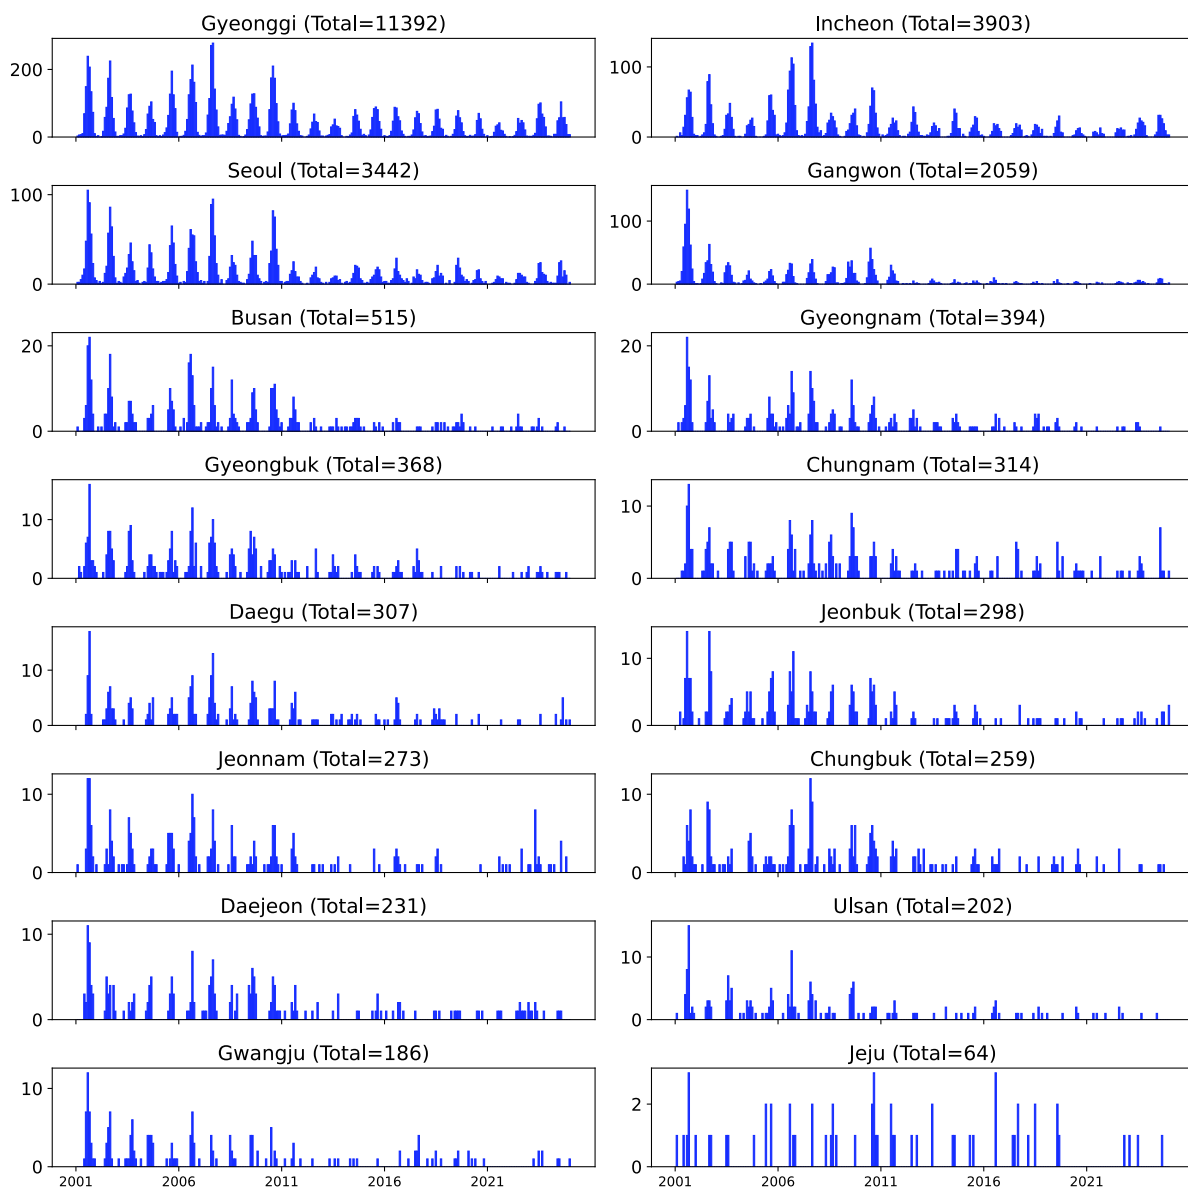 Gyeonggi (Total=11392)
200
0
Incheon (Total=3903)
100
0
Seoul (Total=3442)
100
0
Gangwon (Total=2059)
100
0
Busan (Total=515)
20
0
Gyeongnam (Total=394)
20
0
Gyeongbuk (Total=368)
10
0
Chungnam (Total=314)
10
0
Daegu (Total=307)
10
0
Jeonbuk (Total=298)
10
0
Jeonnam (Total=273)
10
0
Chungbuk (Total=259)
10
0
Daejeon (Total=231)
10
0
Ulsan (Total=202)
10
0
Gwangju (Total=186)
10
0
2001 2006 2011 2016 2021
Jeju (Total=64)
2
0
2001 2006 2011 2016 2021